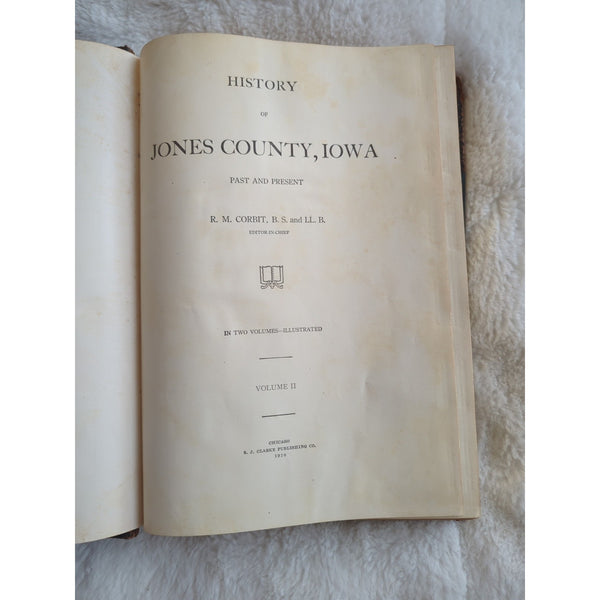 HISTORY
OF
JONES COUNTY, IOWA
PAST AND PRESENT
R. M. CORBIT, B. S. and LL. B.
EDITOR-IN-CHIEF
IN TWO VOLUMES—ILLUSTRATED
VOLUME II
CHICAGO
S. J. CLARKE PUBLISHING CO.
1910